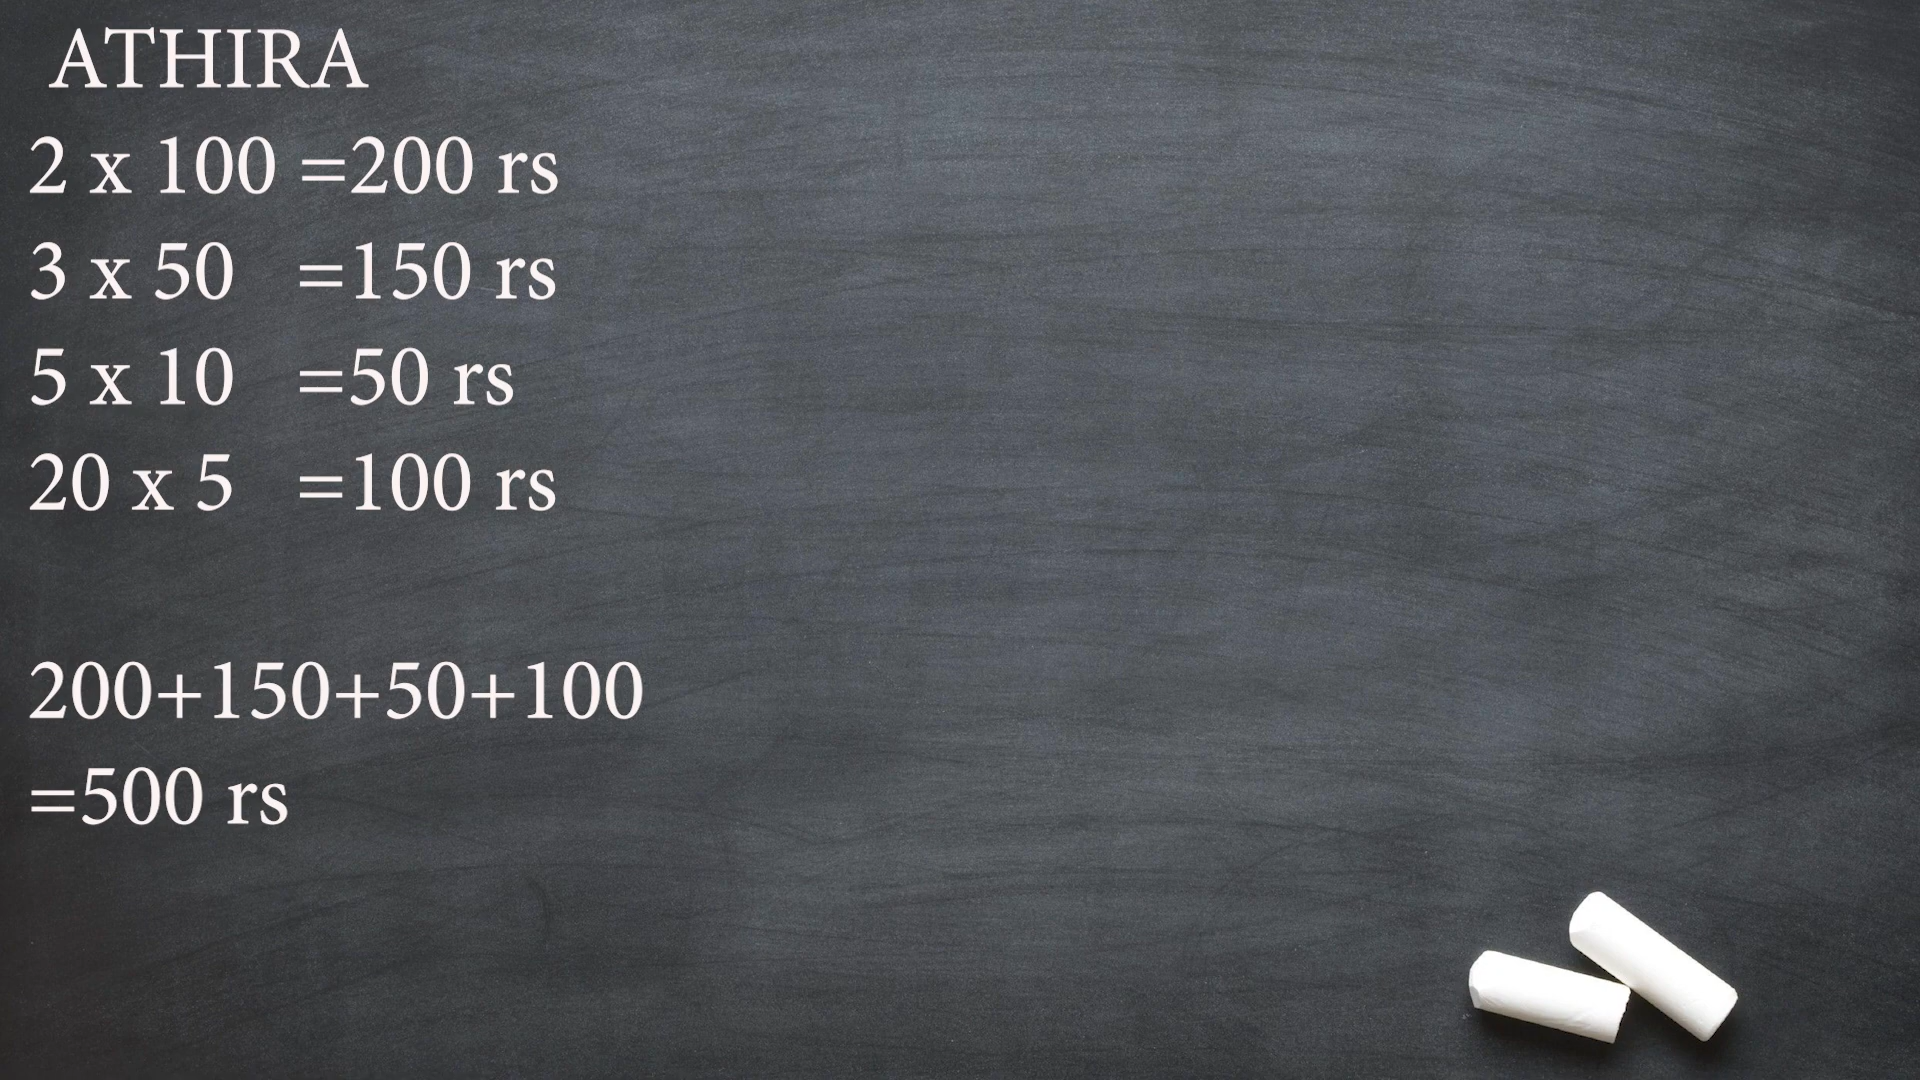 ATHIRA
2 x 100 =200 rs
3 x 50 =150 rs
5 x 10 =50 rs
20 x 5 =100 rs
200+150+50+100
=500 rs